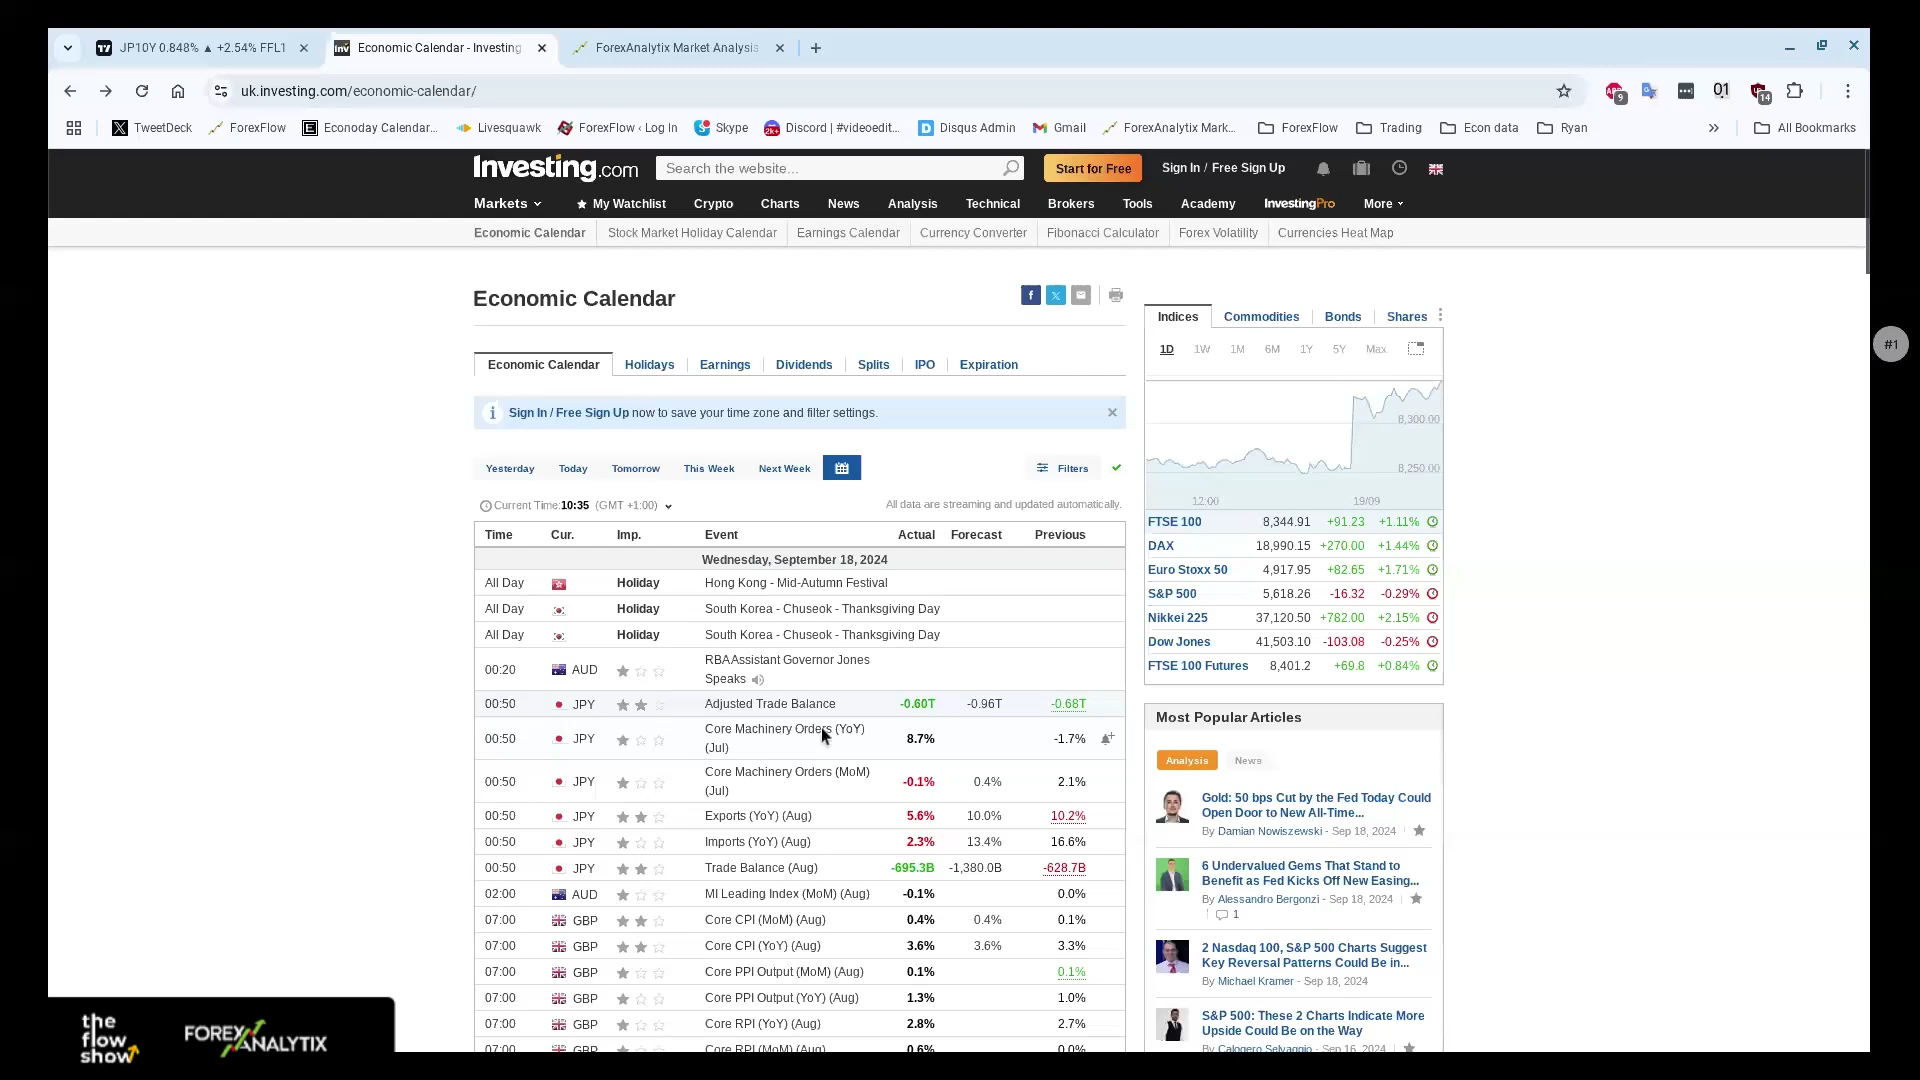 JP10Y 0.848% ▲ +2.54% FFL1
Economic Calendar - Investing
ForexAnalytix Market Analysis
uk.investing.com/economic-calendar/
9
01
14
TweetDeck
ForexFlow
Econoday Calendar...
Livesquawk
ForexFlow ‹ Log In
Skype
Discord | #videoedit...
Disqus Admin
Gmail
ForexAnalytix Mark...
ForexFlow
Trading
Econ data
Ryan
All Bookmarks
Investing.com
Search the website...
Start for Free
Sign In / Free Sign Up
Markets
My Watchlist
Crypto
Charts
News
Analysis
Technical
Brokers
Tools
Academy
InvestingPro
More
Economic Calendar
Stock Market Holiday Calendar
Earnings Calendar
Currency Converter
Fibonacci Calculator
Forex Volatility
Currencies Heat Map
Economic Calendar
Economic Calendar
Holidays
Earnings
Dividends
Splits
IPO
Expiration
Sign In / Free Sign Up now to save your time zone and filter settings.
Yesterday
Today
Tomorrow
This Week
Next Week
Filters
Current Time:10:35 (GMT +1:00)
All data are streaming and updated automatically.
Time Cur. Imp. Event Actual Forecast Previous
Wednesday, September 18, 2024
All Day Holiday Hong Kong - Mid-Autumn Festival
All Day Holiday South Korea - Chuseok - Thanksgiving Day
All Day Holiday South Korea - Chuseok - Thanksgiving Day
00:20 AUD RBA Assistant Governor Jones
Speaks
00:50 JPY Adjusted Trade Balance -0.60T -0.96T -0.68T
00:50 JPY Core Machinery Orders (YoY)
(Jul) 8.7% -1.7%
00:50 JPY Core Machinery Orders (MoM)
(Jul) -0.1% 0.4% 2.1%
00:50 JPY Exports (YoY) (Aug) 5.6% 10.0% 10.2%
00:50 JPY Imports (YoY) (Aug) 2.3% 13.4% 16.6%
00:50 JPY Trade Balance (Aug) -695.3B -1,380.0B -628.7B
02:00 AUD MI Leading Index (MoM) (Aug) -0.1% 0.0%
07:00 GBP Core CPI (MoM) (Aug) 0.4% 0.4% 0.1%
07:00 GBP Core CPI (YoY) (Aug) 3.6% 3.6% 3.3%
07:00 GBP Core PPI Output (MoM) (Aug) 0.1% 0.1%
07:00 GBP Core PPI Output (YoY) (Aug) 1.3% 1.0%
07:00 GBP Core RPI (YoY) (Aug) 2.8% 2.7%
07:00 GBP Core RPI (MoM) (Aug) 0.6% 0.0%
Indices
Commodities
Bonds
Shares
1D 1W 1M 6M 1Y 5Y Max
8,300.00
8,250.00
12:00 19/09
FTSE 100 8,344.91 +91.23 +1.11%
DAX 18,990.15 +270.00 +1.44%
Euro Stoxx 50 4,917.95 +82.65 +1.71%
S&P 500 5,618.26 -16.32 -0.29%
Nikkei 225 37,120.50 +782.00 +2.15%
Dow Jones 41,503.10 -103.08 -0.25%
FTSE 100 Futures 8,401.2 +69.8 +0.84%
Most Popular Articles
Analysis
News
Gold: 50 bps Cut by the Fed Today Could
Open Door to New All-Time...
By Damian Nowiszewski - Sep 18, 2024
6 Undervalued Gems That Stand to
Benefit as Fed Kicks Off New Easing...
By Alessandro Bergonzi - Sep 18, 2024
1
2 Nasdaq 100, S&P 500 Charts Suggest
Key Reversal Patterns Could Be in...
By Michael Kramer - Sep 18, 2024
S&P 500: These 2 Charts Indicate More
Upside Could Be on the Way
By Calogero Selvaggio - Sep 16, 2024
#1
the
flow
show
FOREXANALYTIX